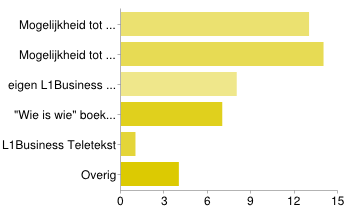 Mogelijkheid tot ...
Mogelijkheid tot ...
eigen L1Business ...
"Wie is wie" boek...
L1Business Teletekst
Overig
0 3 6 9 12 15